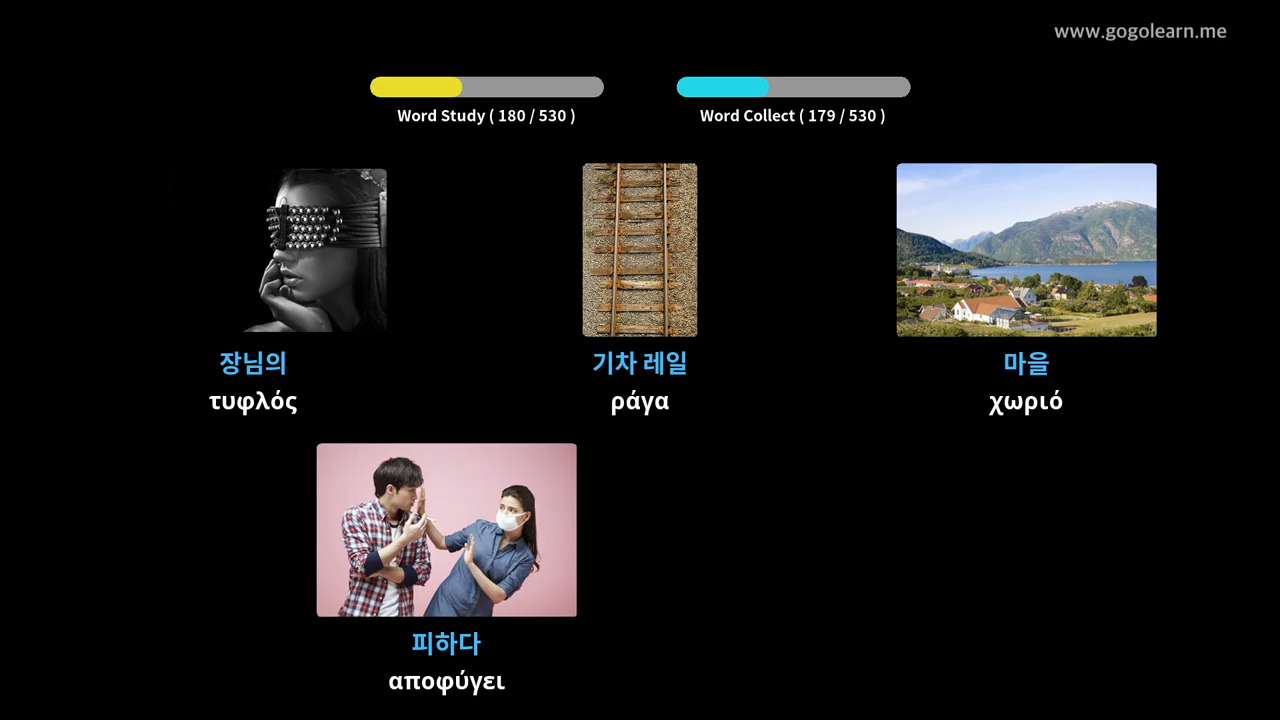 www.gogolearn.me
Word Study ( 180 / 530 )
Word Collect ( 179 / 530 )
장님의
τυφλός
기차 레일
ράγα
마을
χωριό
피하다
αποφύγει